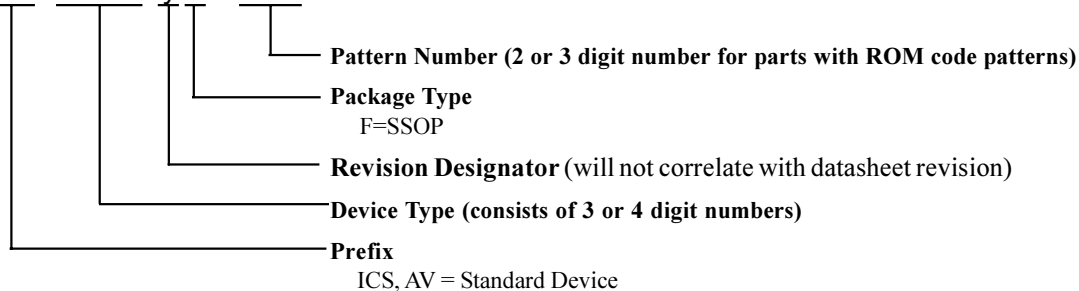 Pattern Number (2 or 3 digit number for parts with ROM code patterns)
Package Type
F=SSOP
Revision Designator (will not correlate with datasheet revision)
Device Type (consists of 3 or 4 digit numbers)
Prefix
ICS, AV = Standard Device